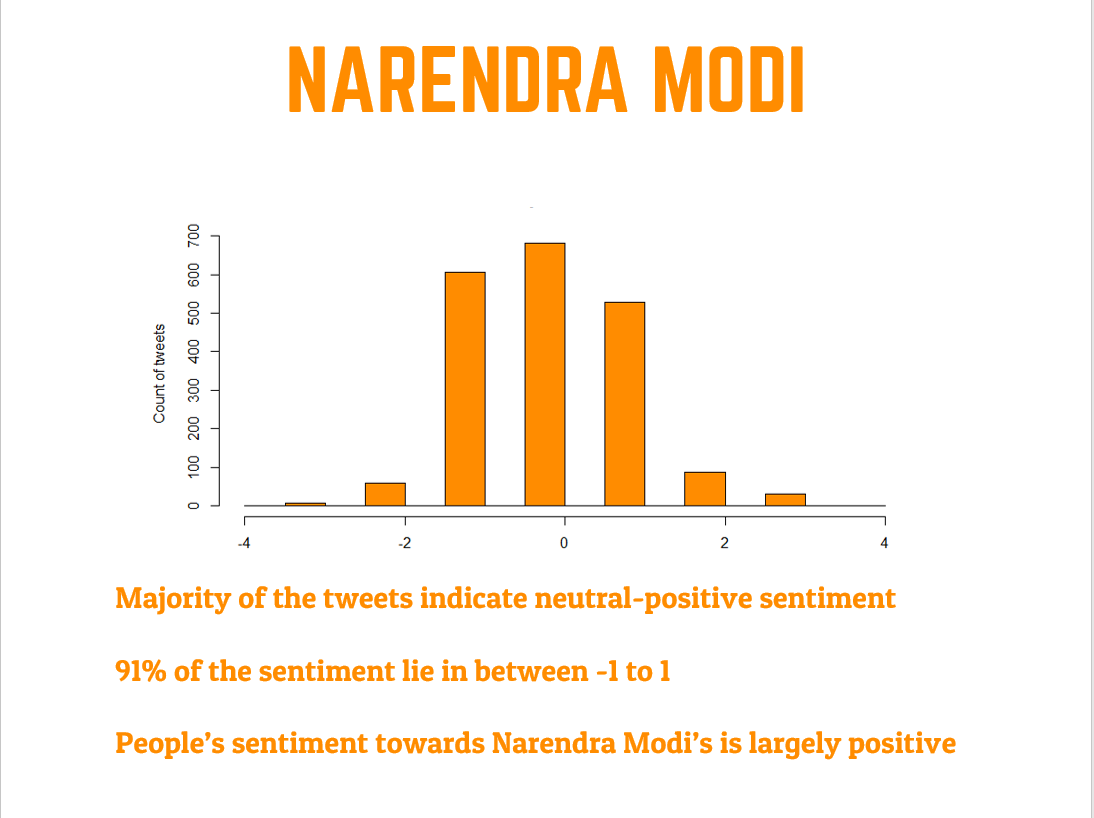 NARENDRA MODI
Count of tweets
700
600
500
400
300
200
100
0
-4
-2
0
2
4
Majority of the tweets indicate neutral-positive sentiment
91% of the sentiment lie in between -1 to 1
People’s sentiment towards Narendra Modi’s is largely positive